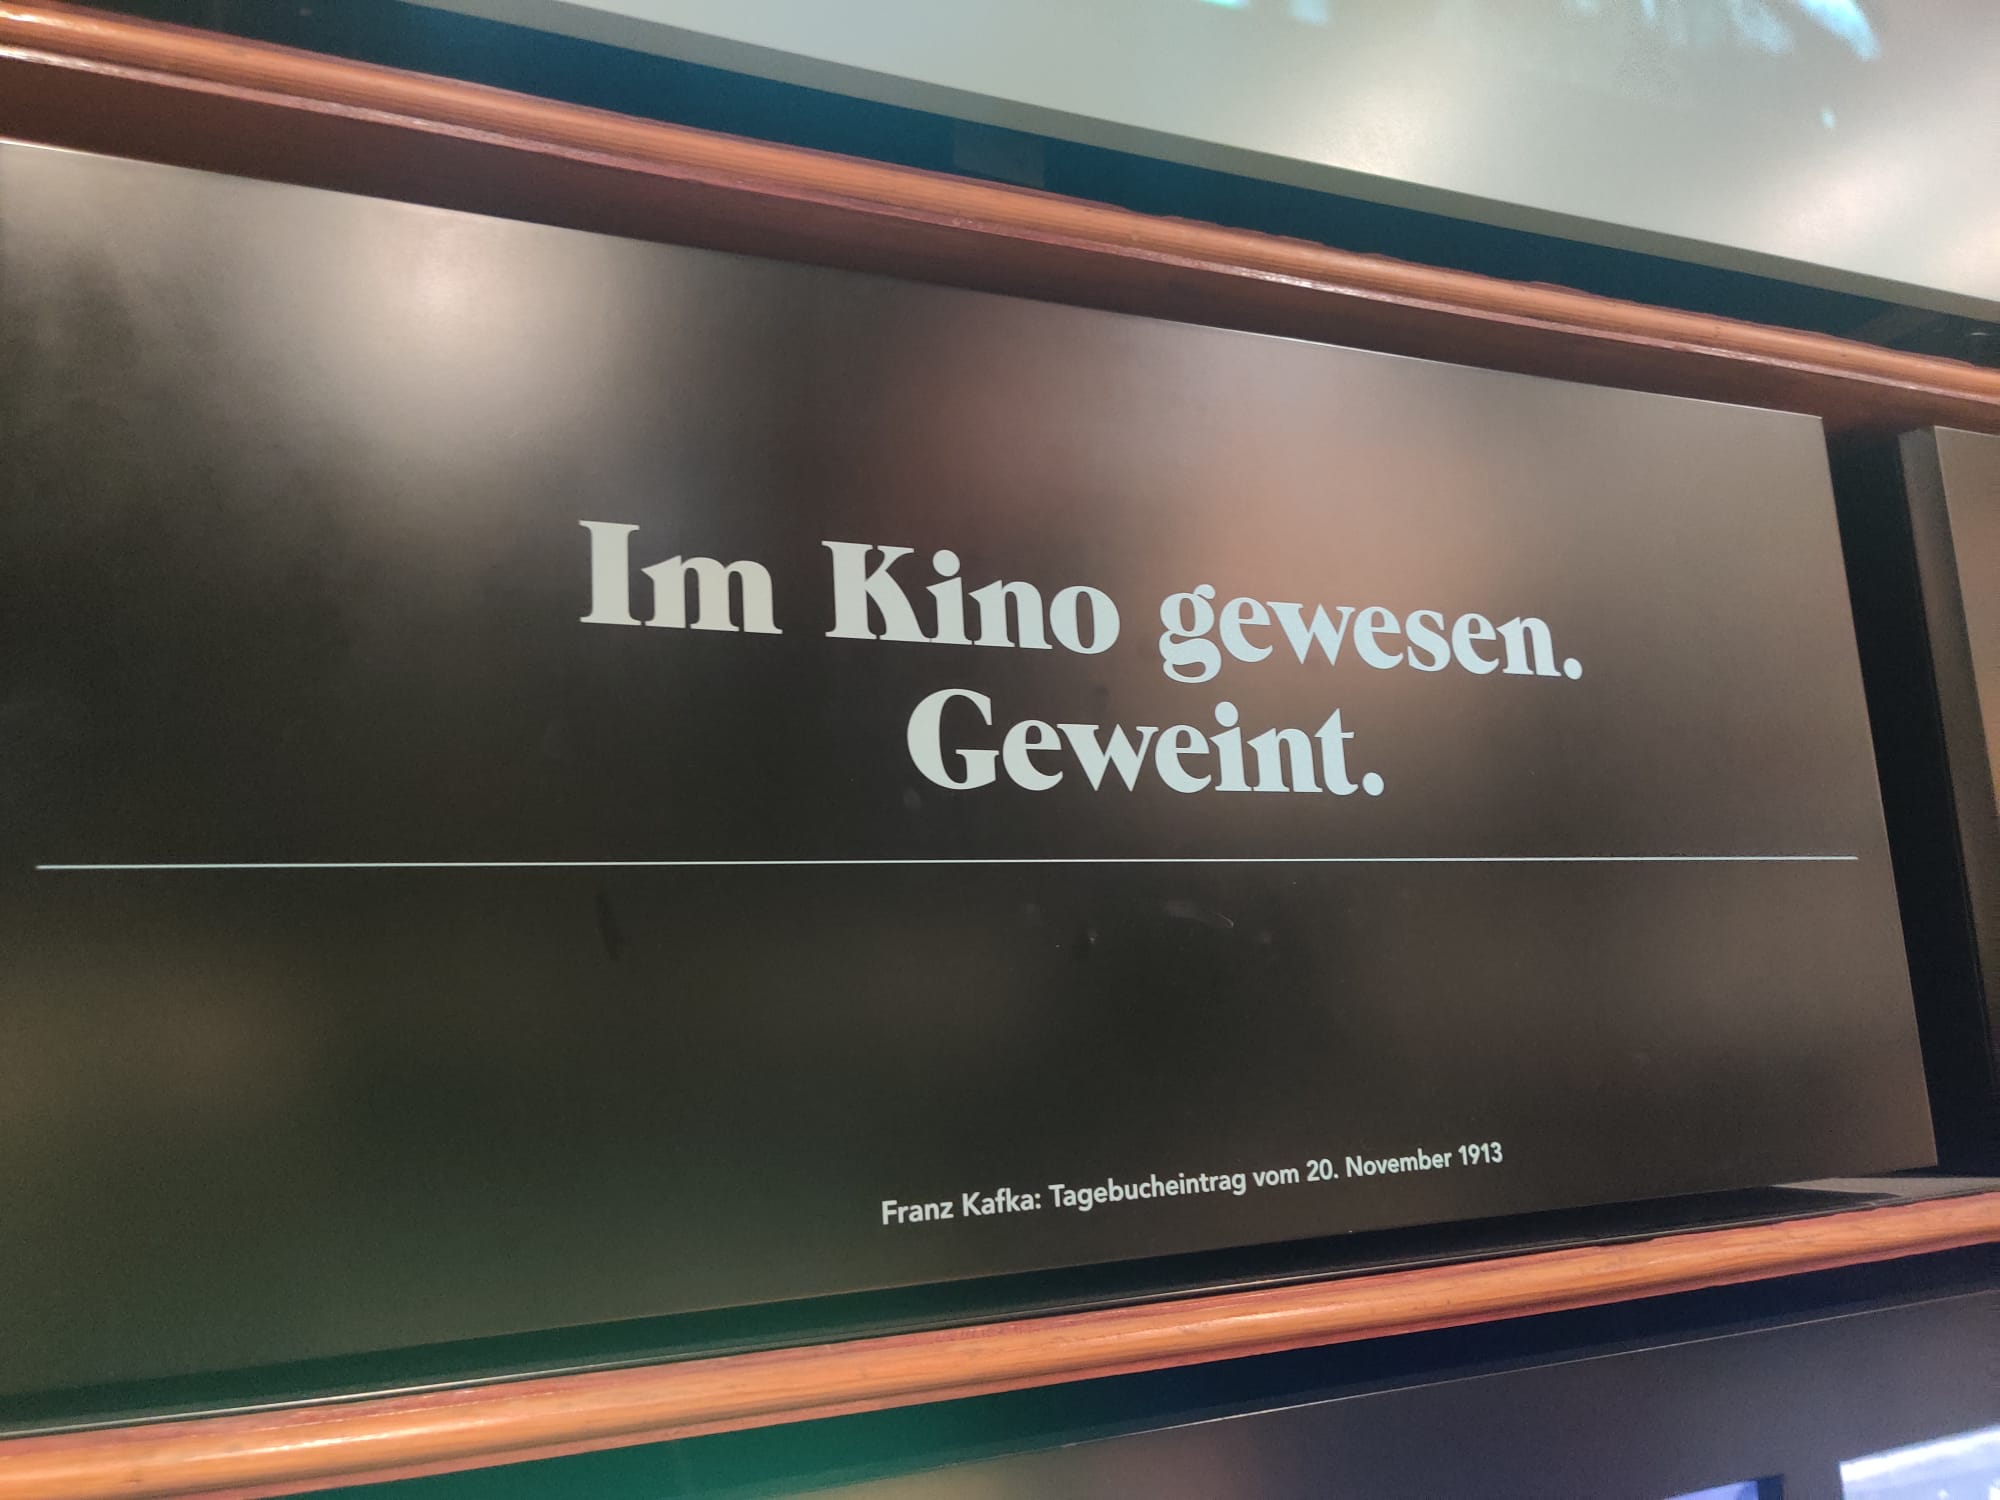 Im Kino gewesen.
Geweint.
Franz Kafka: Tagebucheintrag vom 20. November 1913